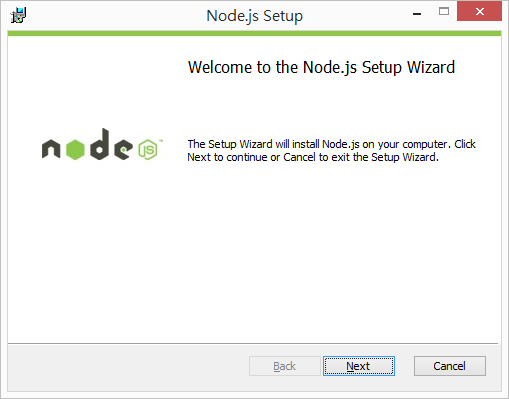 Node.js Setup
Welcome to the Node.js Setup Wizard
node JS ™
The Setup Wizard will install Node.js on your computer. Click
Next to continue or Cancel to exit the Setup Wizard.
Back
Next
Cancel